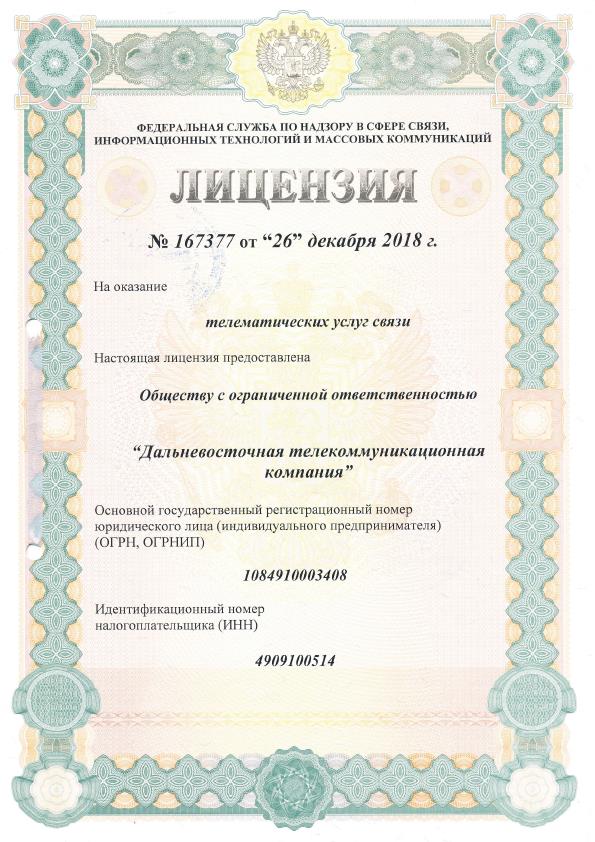 ФЕДЕРАЛЬНАЯ СЛУЖБА ПО НАДЗОРУ В СФЕРЕ СВЯЗИ,
ИНФОРМАЦИОННЫХ ТЕХНОЛОГИЙ И МАССОВЫХ КОММУНИКАЦИЙ
ЛИЦЕНЗИЯ
№ 167377 от “26” декабря 2018 г.
На оказание
телематических услуг связи
Настоящая лицензия предоставлена
Обществу с ограниченной ответственностью
“Дальневосточная телекоммуникационная
компания”
Основной государственный регистрационный номер
юридического лица (индивидуального предпринимателя)
(ОГРН, ОГРНИП)
1084910003408
Идентификационный номер
налогоплательщика (ИНН)
4909100514